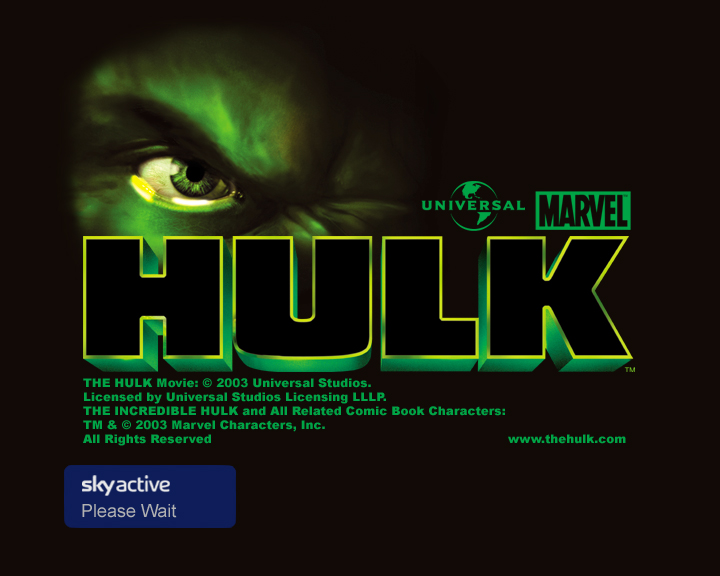 UNIVERSAL
MARVEL
HULK
TM
THE HULK Movie: © 2003 Universal Studios.
Licensed by Universal Studios Licensing LLLP.
THE INCREDIBLE HULK and All Related Comic Book Characters:
TM & © 2003 Marvel Characters, Inc.
All Rights Reserved
www.thehulk.com
sky active
Please Wait